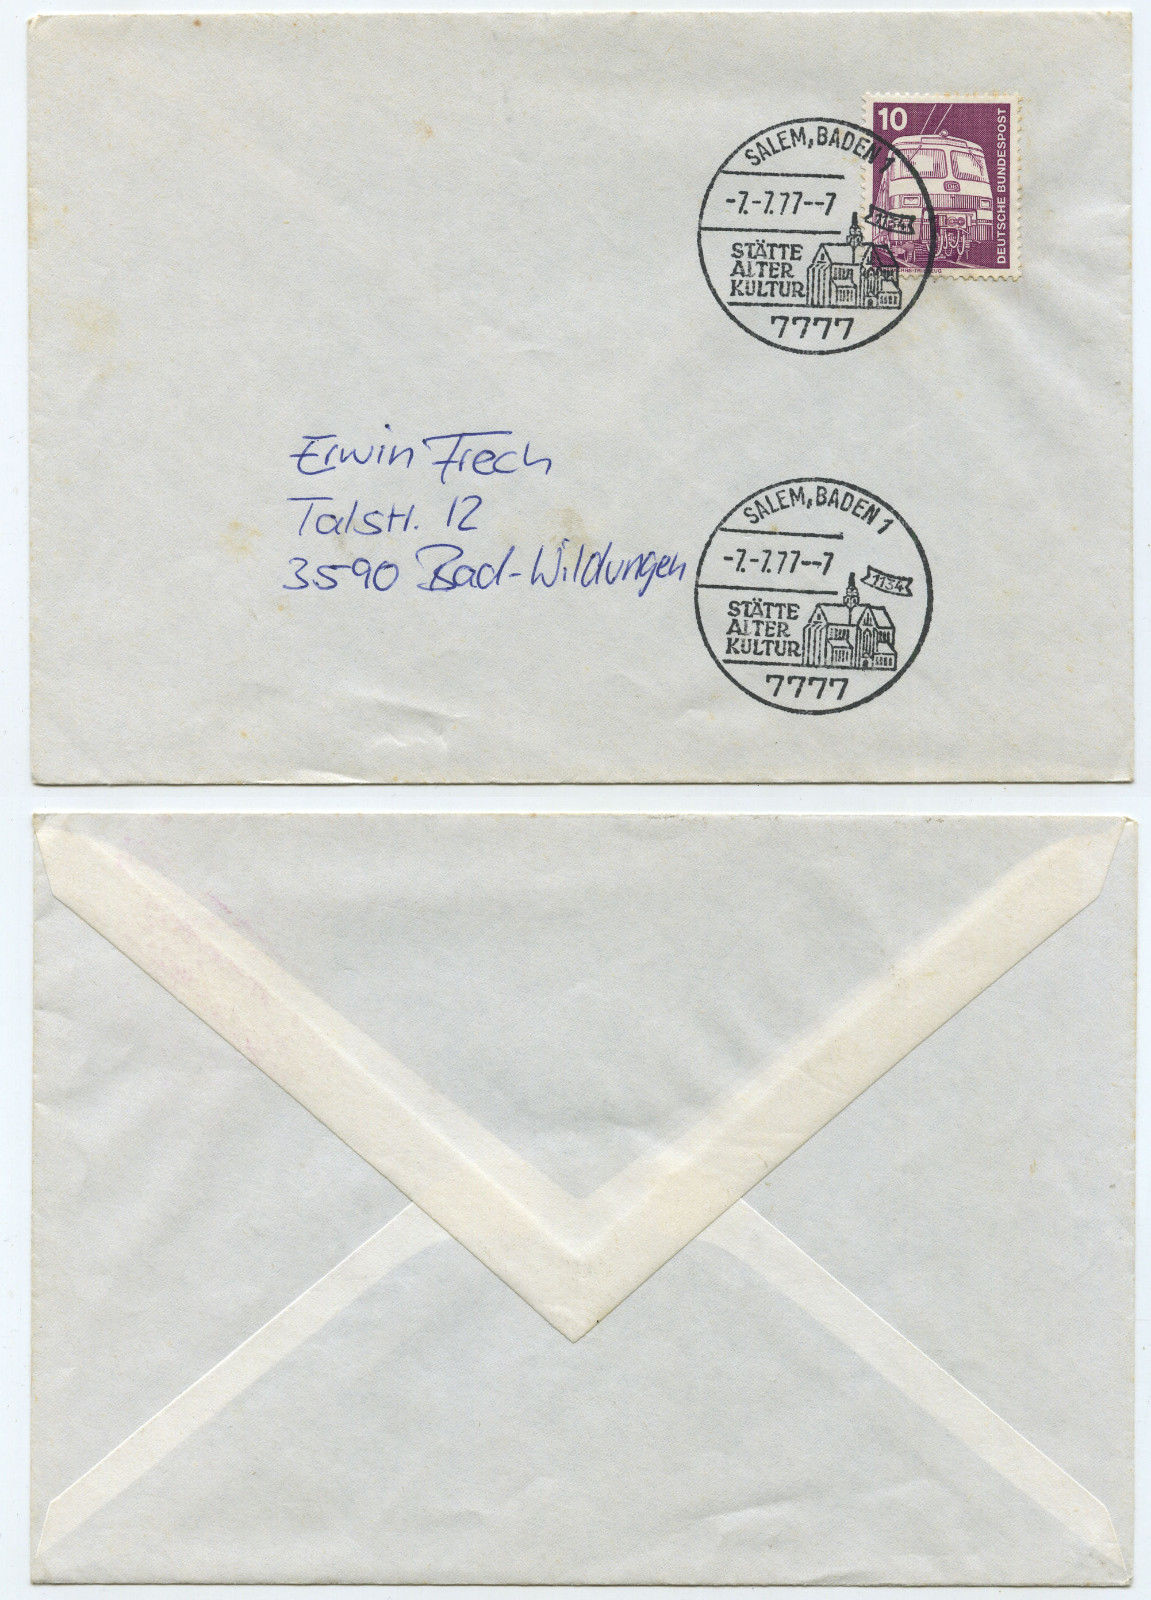 10
DEUTSCHE BUNDESPOST
SALEM, BADEN 1
-7.-7.77--7
1134
STÄTTE
ALTER
KULTUR
7777
Erwin Frech
Talstr. 12
3590 Bad-Wildungen
SALEM, BADEN 1
-7.-7.77--7
1134
STÄTTE
ALTER
KULTUR
7777